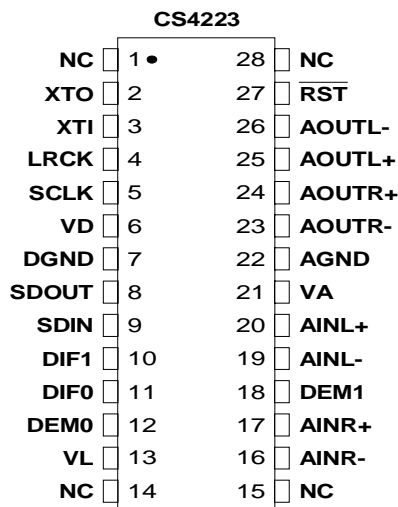 CS4223
NC 1 28 NC
XTO 2 27 RST
XTI 3 26 AOUTL-
LRCK 4 25 AOUTL+
SCLK 5 24 AOUTR+
VD 6 23 AOUTR-
DGND 7 22 AGND
SDOUT 8 21 VA
SDIN 9 20 AINL+
DIF1 10 19 AINL-
DIF0 11 18 DEM1
DEM0 12 17 AINR+
VL 13 16 AINR-
NC 14 15 NC